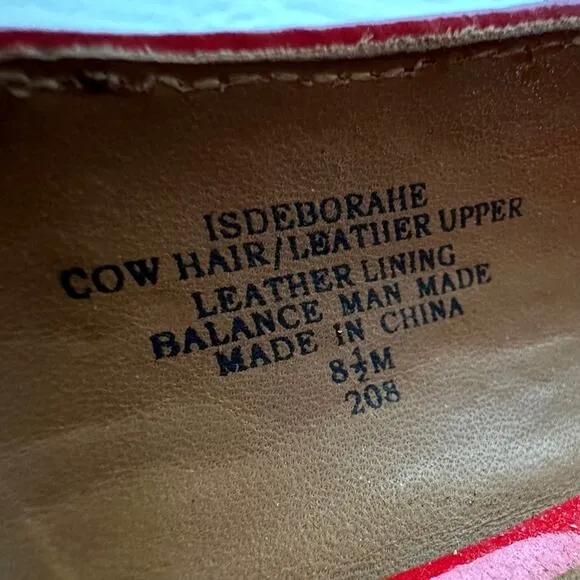 ISDEBORAHE
COW HAIR/LEATHER UPPER
LEATHER LINING
BALANCE MAN MADE
MADE IN CHINA
8½M
208